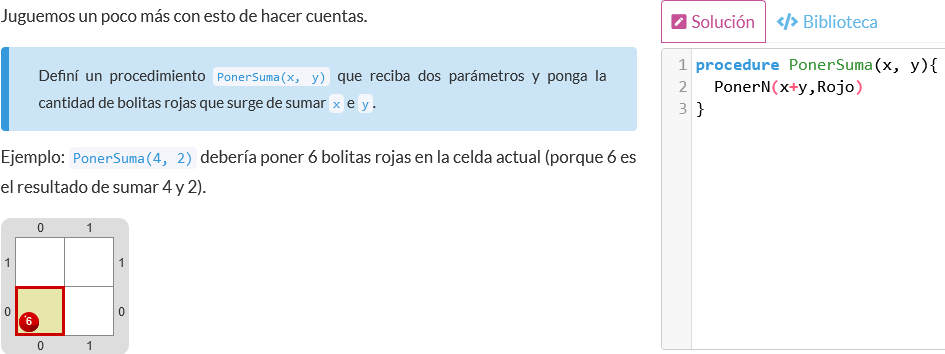 Juguemos un poco más con esto de hacer cuentas.
Definí un procedimiento PonerSuma(x, y) que reciba dos parámetros y ponga la
cantidad de bolitas rojas que surge de sumar x e y.
Ejemplo: PonerSuma(4, 2) debería poner 6 bolitas rojas en la celda actual (porque 6 es
el resultado de sumar 4 y 2).
0 1
1 1
0 6 0
0 1
Solución </> Biblioteca
1 procedure PonerSuma(x, y){
2 PonerN(x+y,Rojo)
3 }